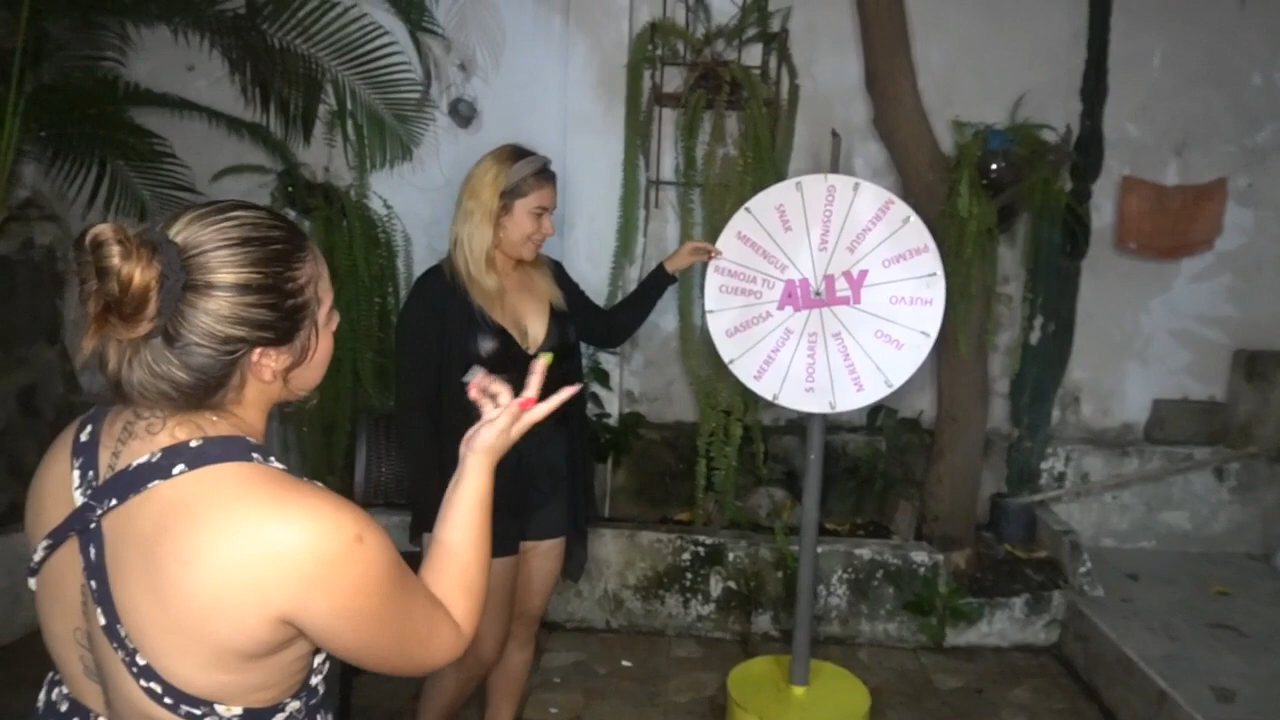 GOLOSINAS
MERENGUE
PREMIO
HUEVO
JUGO
MERENGUE
5 DOLARES
MERENGUE
GASEOSA
REMOJA TU
CUERPO
MERENGUE
SNAK
ALLY